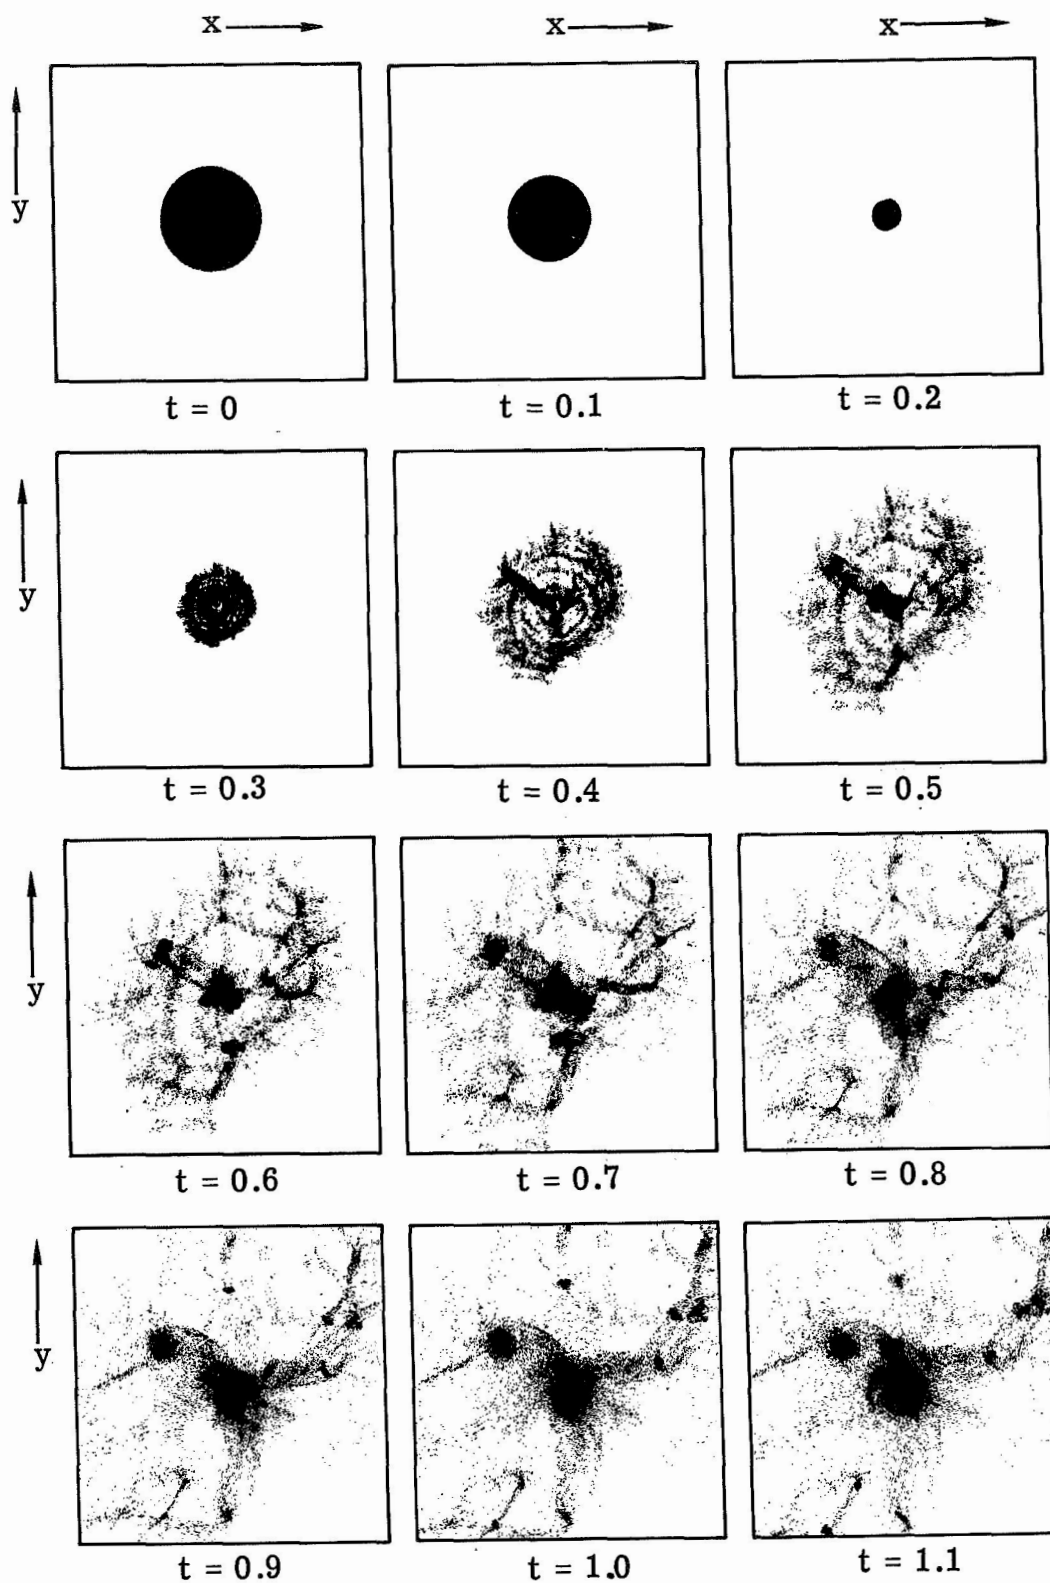 x x x
y
t = 0 t = 0.1 t = 0.2
y
t = 0.3 t = 0.4 t = 0.5
y
t = 0.6 t = 0.7 t = 0.8
y
t = 0.9 t = 1.0 t = 1.1